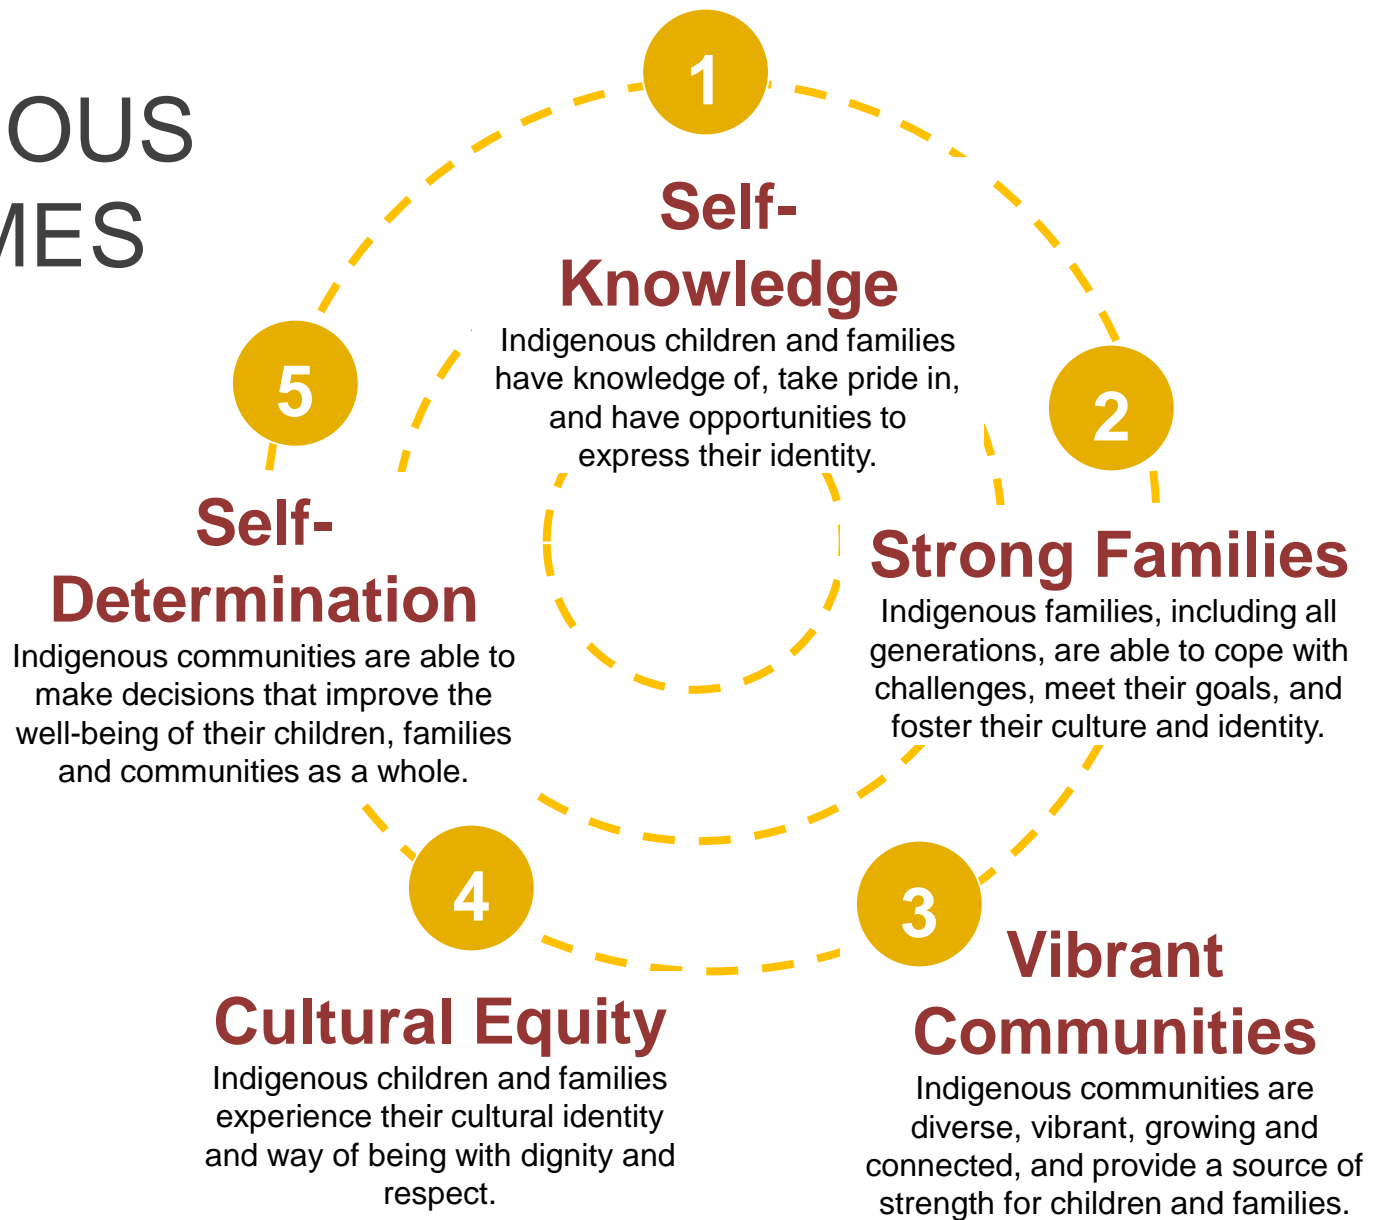 OUS
MES
1
Self-
Knowledge
Indigenous children and families
have knowledge of, take pride in,
and have opportunities to
express their identity.
2
Strong Families
Indigenous families, including all
generations, are able to cope with
challenges, meet their goals, and
foster their culture and identity.
3
Vibrant
Communities
Indigenous communities are
diverse, vibrant, growing and
connected, and provide a source of
strength for children and families.
4
Cultural Equity
Indigenous children and families
experience their cultural identity
and way of being with dignity and
respect.
5
Self-
Determination
Indigenous communities are able to
make decisions that improve the
well-being of their children, families
and communities as a whole.